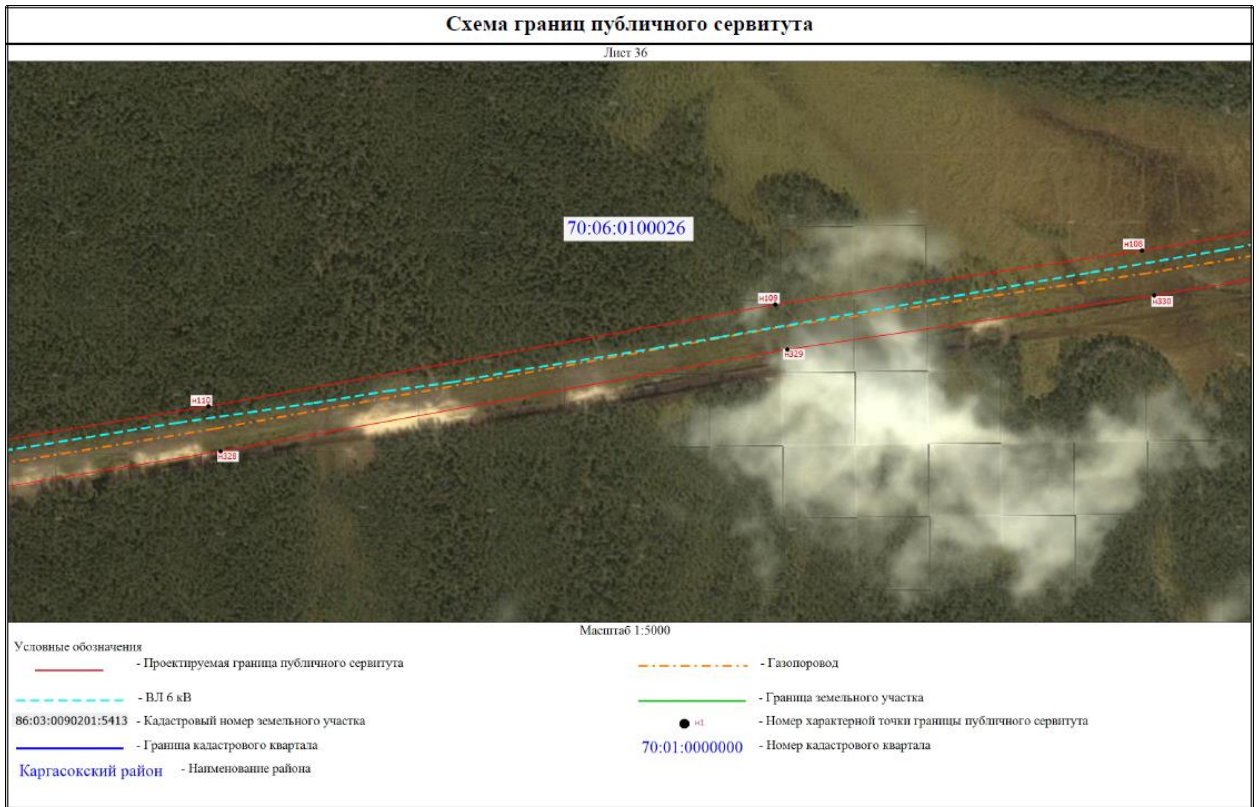 Схема границ публичного сервитута
Лист 36
70:06:0100026
н108
н109
н330
н329
н110
н328
Масштаб 1:5000
Условные обозначения
- Проектируемая граница публичного сервитута
- Газопоровод
- ВЛ 6 кВ
- Граница земельного участка
86:03:0090201:5413 - Кадастровый номер земельного участка
н1 - Номер характерной точки границы публичного сервитута
- Граница кадастрового квартала
70:01:0000000 - Номер кадастрового квартала
Каргасокский район - Наименование района